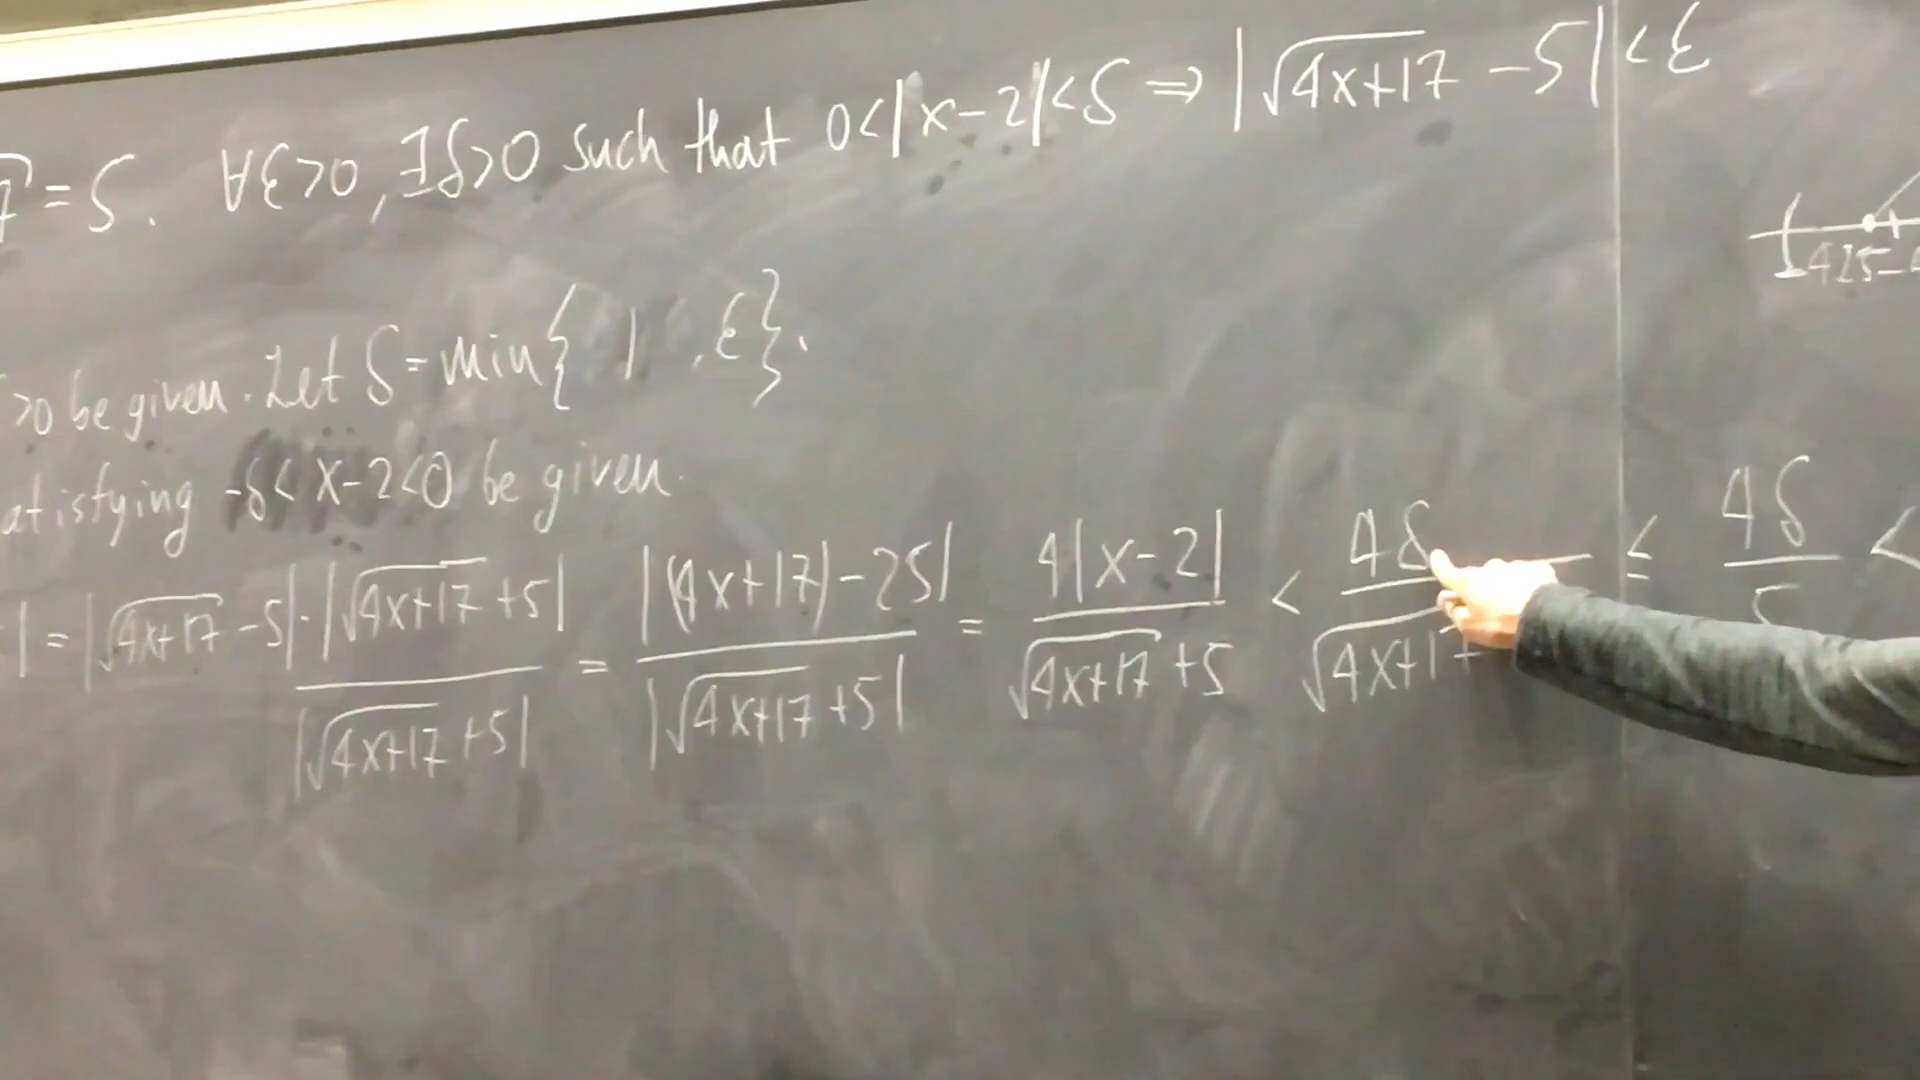 = 5. ∀ε>0, ∃δ>0 such that 0<|x-2|<δ ⇒ |√(4x+17) - 5| < ε
>0 be given. Let δ = min{ 1 , ε}.
atisfying -δ< x-2<0 be given.
| = |√(4x+17) - 5| · |√(4x+17) + 5| / |√(4x+17) + 5| = |(4x+17) - 25| / |√(4x+17) + 5| = 4|x-2| / √(4x+17) + 5 < 4δ / √(4x+17 ≤ 4δ / 5 <